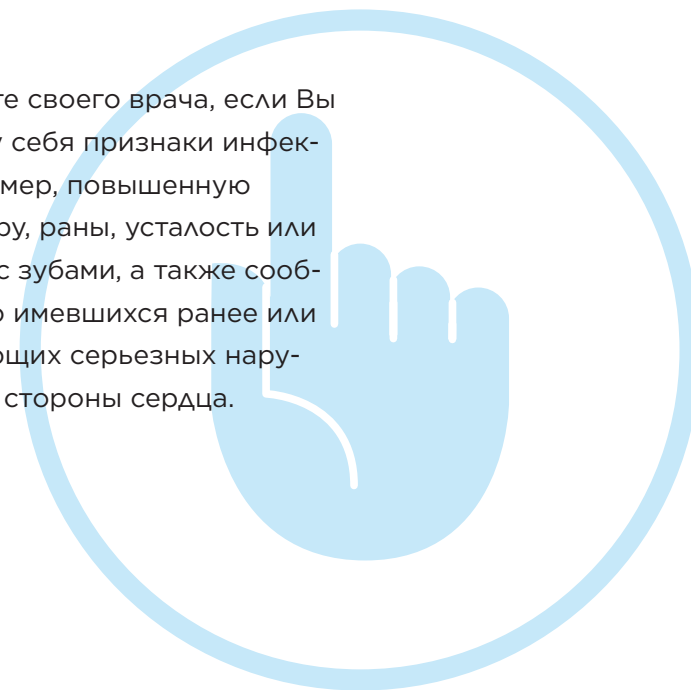 те своего врача, если Вы
у себя признаки инфек-
мер, повышенную
ру, раны, усталость или
с зубами, а также сооб-
о имевшихся ранее или
ющих серьезных нару-
стороны сердца.